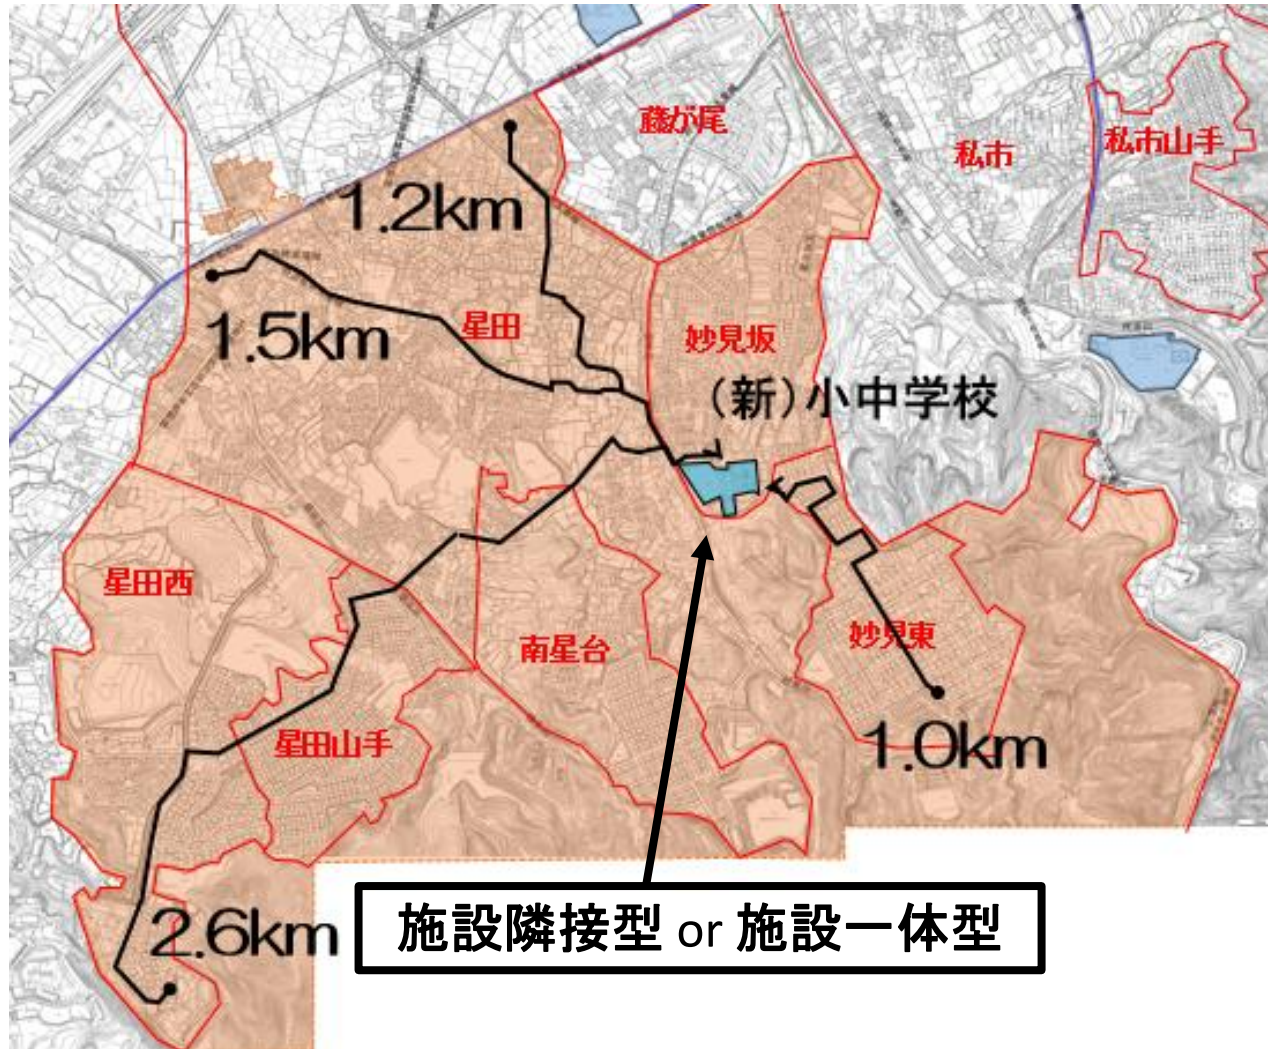 藤が尾
私市
私市山手
1.2km
1.5km
星田
妙見坂
(新)小中学校
星田西
南星台
妙見東
星田山手
1.0km
2.6km
施設隣接型 or 施設一体型